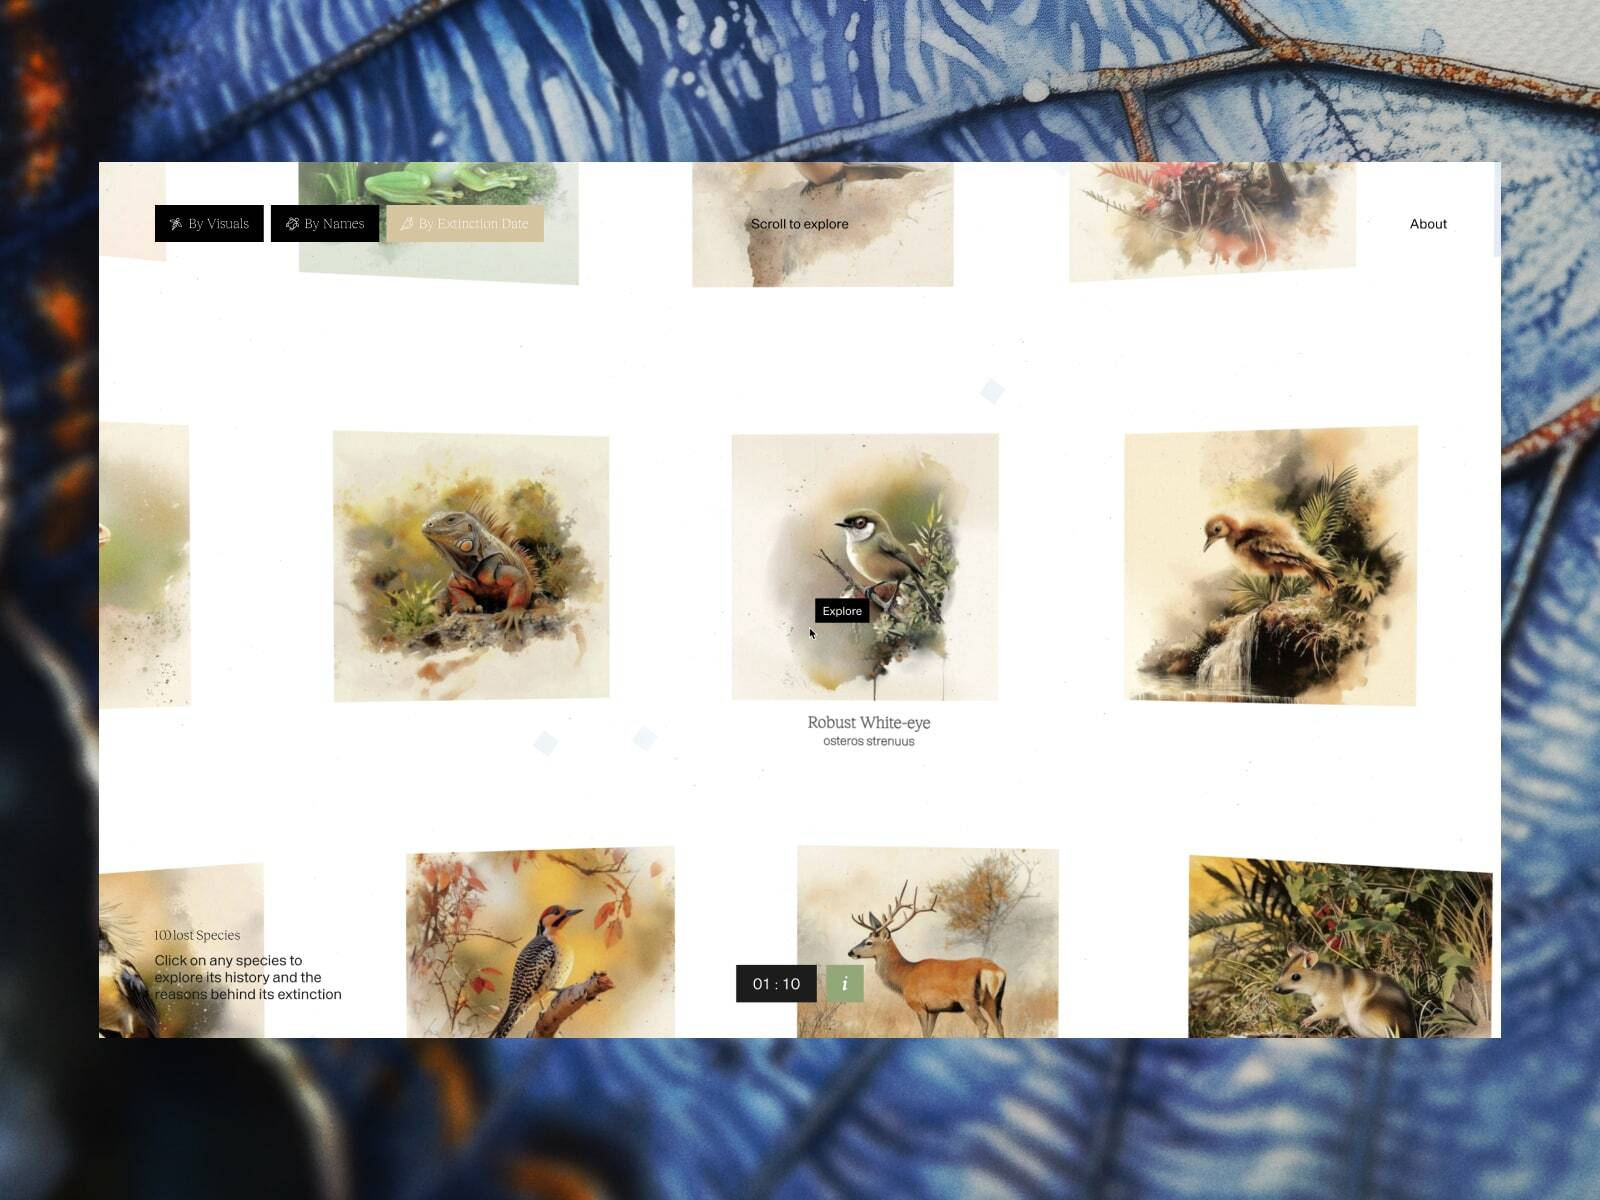 By Visuals
By Names
By Extinction Date
Scroll to explore
About
Explore
Robust White-eye
osteros strenuus
100 lost Species
Click on any species to
explore its history and the
reasons behind its extinction
01 : 10
i